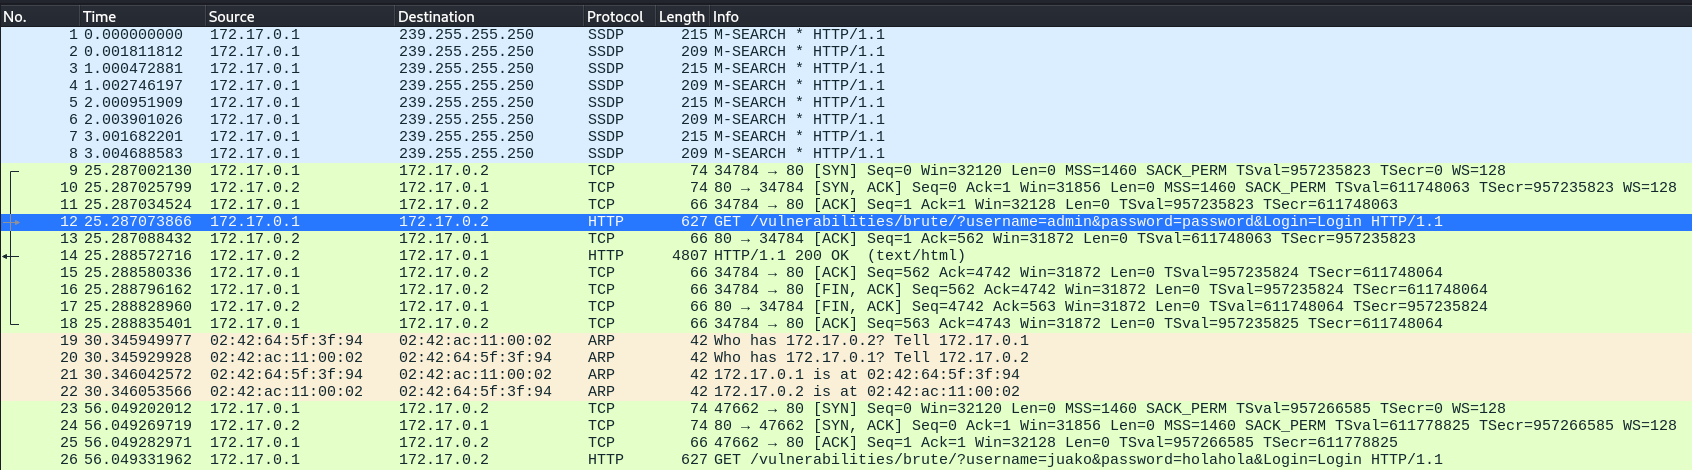 No. Time Source Destination Protocol Length Info
1 0.000000000 172.17.0.1 239.255.255.250 SSDP 215 M-SEARCH * HTTP/1.1
2 0.001811812 172.17.0.1 239.255.255.250 SSDP 209 M-SEARCH * HTTP/1.1
3 1.000472881 172.17.0.1 239.255.255.250 SSDP 215 M-SEARCH * HTTP/1.1
4 1.002746197 172.17.0.1 239.255.255.250 SSDP 209 M-SEARCH * HTTP/1.1
5 2.000951909 172.17.0.1 239.255.255.250 SSDP 215 M-SEARCH * HTTP/1.1
6 2.003901026 172.17.0.1 239.255.255.250 SSDP 209 M-SEARCH * HTTP/1.1
7 3.001682201 172.17.0.1 239.255.255.250 SSDP 215 M-SEARCH * HTTP/1.1
8 3.004688583 172.17.0.1 239.255.255.250 SSDP 209 M-SEARCH * HTTP/1.1
9 25.287002130 172.17.0.1 172.17.0.2 TCP 74 34784 → 80 [SYN] Seq=0 Win=32120 Len=0 MSS=1460 SACK_PERM TSval=957235823 TSecr=0 WS=128
10 25.287025799 172.17.0.2 172.17.0.1 TCP 74 80 → 34784 [SYN, ACK] Seq=0 Ack=1 Win=31856 Len=0 MSS=1460 SACK_PERM TSval=611748063 TSecr=957235823 WS=128
11 25.287034524 172.17.0.1 172.17.0.2 TCP 66 34784 → 80 [ACK] Seq=1 Ack=1 Win=32128 Len=0 TSval=957235823 TSecr=611748063
12 25.287073866 172.17.0.1 172.17.0.2 HTTP 627 GET /vulnerabilities/brute/?username=admin&password=password&Login=Login HTTP/1.1
13 25.287088432 172.17.0.2 172.17.0.1 TCP 66 80 → 34784 [ACK] Seq=1 Ack=562 Win=31872 Len=0 TSval=611748063 TSecr=957235823
14 25.288572716 172.17.0.2 172.17.0.1 HTTP 4807 HTTP/1.1 200 OK (text/html)
15 25.288580336 172.17.0.1 172.17.0.2 TCP 66 34784 → 80 [ACK] Seq=562 Ack=4742 Win=31872 Len=0 TSval=957235824 TSecr=611748064
16 25.288796162 172.17.0.1 172.17.0.2 TCP 66 34784 → 80 [FIN, ACK] Seq=562 Ack=4742 Win=31872 Len=0 TSval=957235824 TSecr=611748064
17 25.288828960 172.17.0.2 172.17.0.1 TCP 66 80 → 34784 [FIN, ACK] Seq=4742 Ack=563 Win=31872 Len=0 TSval=611748064 TSecr=957235824
18 25.288835401 172.17.0.1 172.17.0.2 TCP 66 34784 → 80 [ACK] Seq=563 Ack=4743 Win=31872 Len=0 TSval=957235825 TSecr=611748064
19 30.345949977 02:42:64:5f:3f:94 02:42:ac:11:00:02 ARP 42 Who has 172.17.0.2? Tell 172.17.0.1
20 30.345929928 02:42:ac:11:00:02 02:42:64:5f:3f:94 ARP 42 Who has 172.17.0.1? Tell 172.17.0.2
21 30.346042572 02:42:64:5f:3f:94 02:42:ac:11:00:02 ARP 42 172.17.0.1 is at 02:42:64:5f:3f:94
22 30.346053566 02:42:ac:11:00:02 02:42:64:5f:3f:94 ARP 42 172.17.0.2 is at 02:42:ac:11:00:02
23 56.049202012 172.17.0.1 172.17.0.2 TCP 74 47662 → 80 [SYN] Seq=0 Win=32120 Len=0 MSS=1460 SACK_PERM TSval=957266585 TSecr=0 WS=128
24 56.049269719 172.17.0.2 172.17.0.1 TCP 74 80 → 47662 [SYN, ACK] Seq=0 Ack=1 Win=31856 Len=0 MSS=1460 SACK_PERM TSval=611778825 TSecr=957266585 WS=128
25 56.049282971 172.17.0.1 172.17.0.2 TCP 66 47662 → 80 [ACK] Seq=1 Ack=1 Win=32128 Len=0 TSval=957266585 TSecr=611778825
26 56.049331962 172.17.0.1 172.17.0.2 HTTP 627 GET /vulnerabilities/brute/?username=juako&password=holahola&Login=Login HTTP/1.1